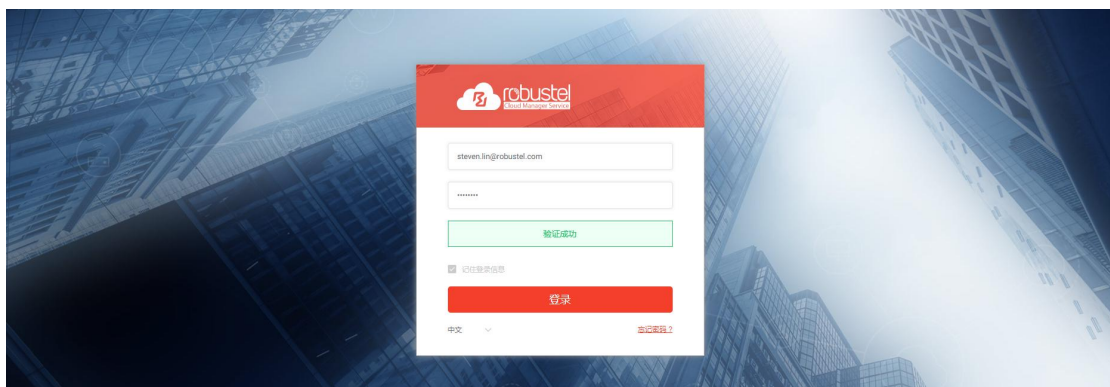 robustel
Cloud Manager Service
steven.lin@robustel.com
••••••••
验证成功
记住登录信息
登录
中文
忘记密码？